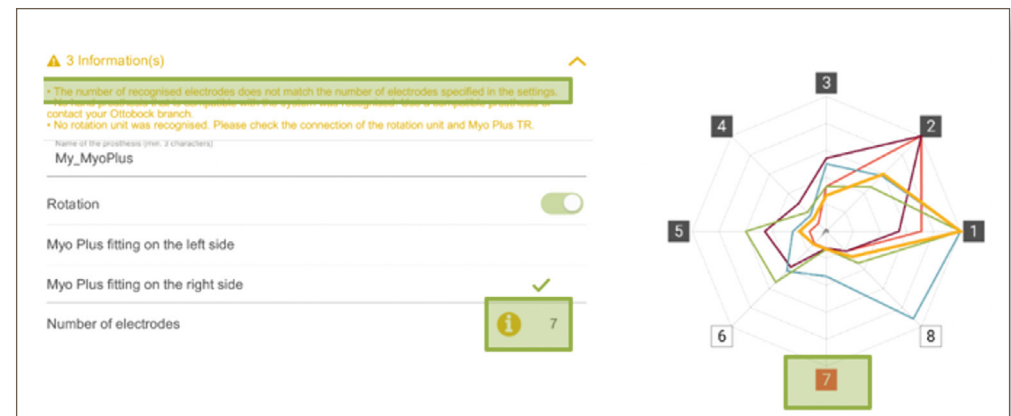 3 Information(s)
• The number of recognised electrodes does not match the number of electrodes specified in the settings.
• No hand prosthesis that is compatible with the system was recognised. Use a compatible prosthesis or
contact your Ottobock branch.
• No rotation unit was recognised. Please check the connection of the rotation unit and Myo Plus TR.
Name of the prosthesis (min. 3 characters)
My_MyoPlus
Rotation
Myo Plus fitting on the left side
Myo Plus fitting on the right side
Number of electrodes
7
3
4
2
5
1
6
8
7